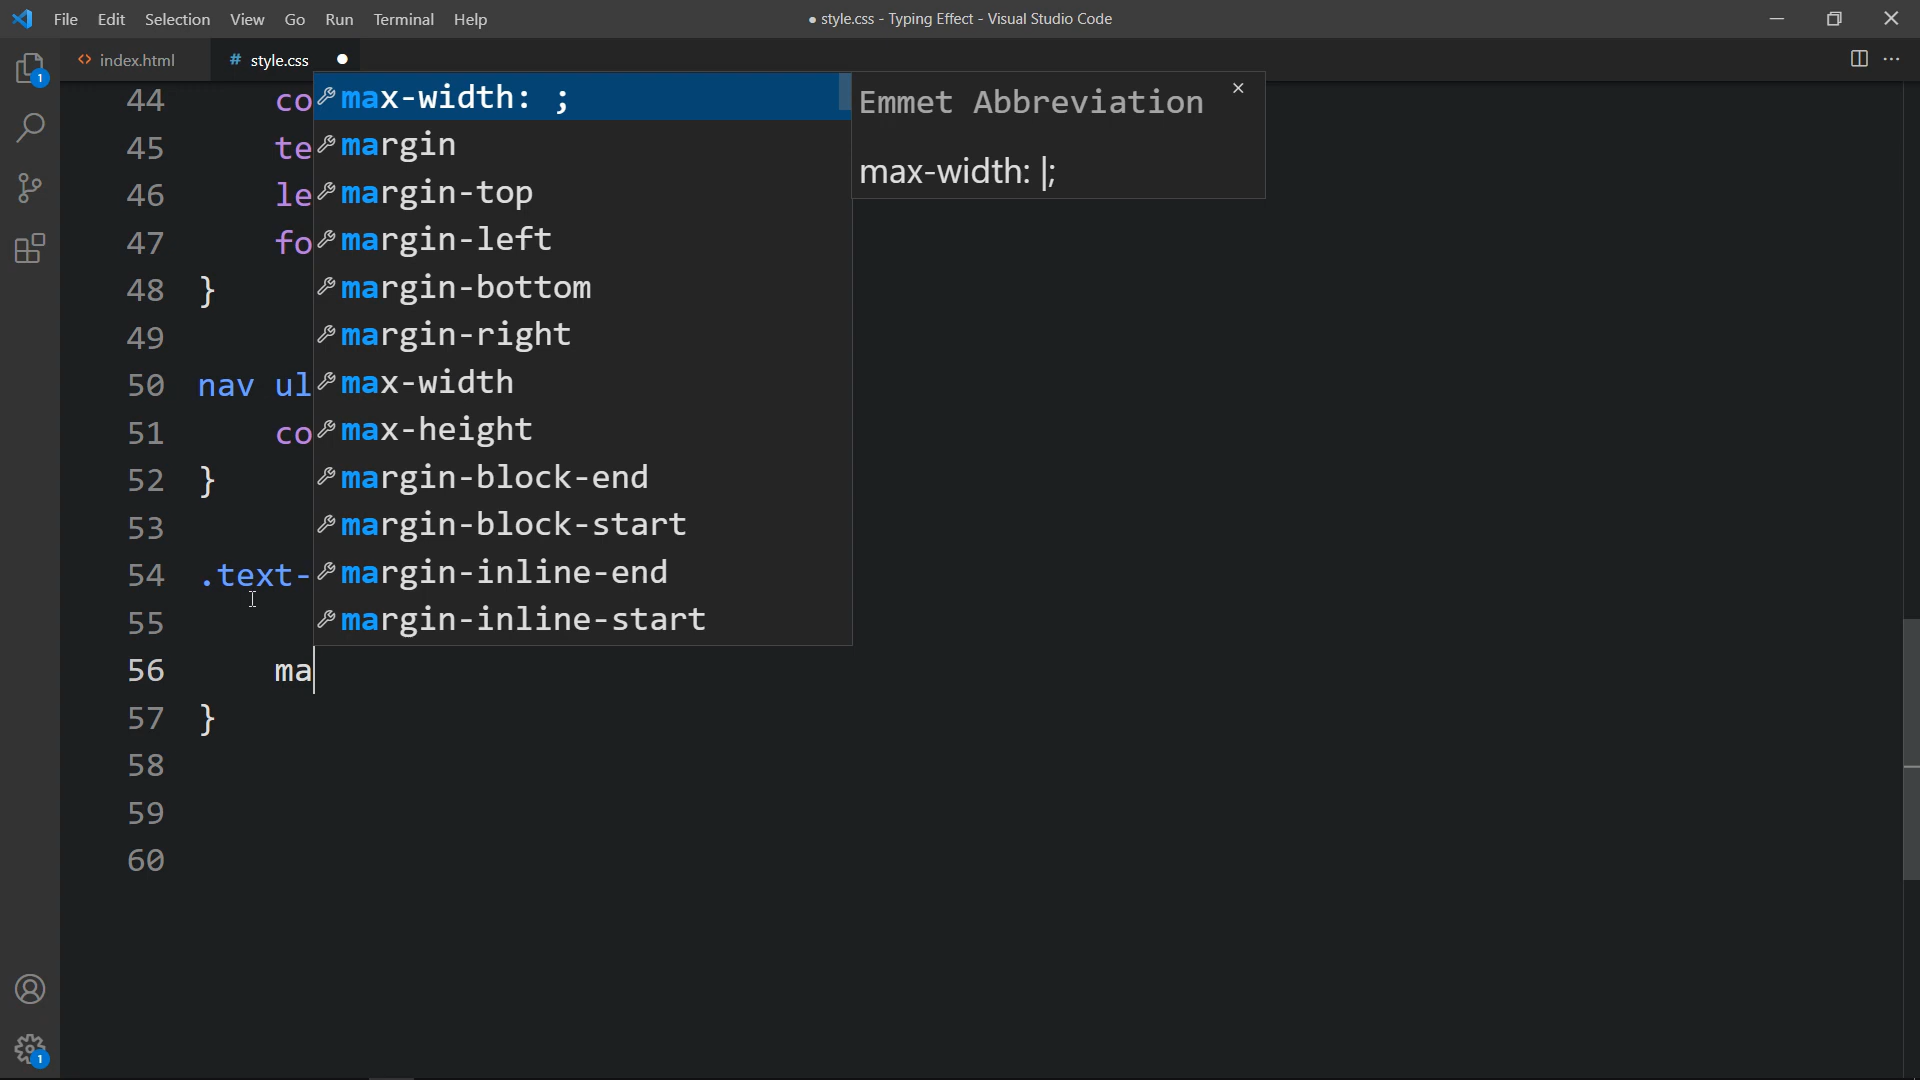 File Edit Selection View Go Run Terminal Help
● style.css - Typing Effect - Visual Studio Code
1
<> index.html
# style.css ●
44 co
45 te
46 le
47 fo
48 }
49
50 nav ul
51 co
52 }
53
54 .text-
55
56 ma
57 }
58
59
60
max-width: ;
margin
margin-top
margin-left
margin-bottom
margin-right
max-width
max-height
margin-block-end
margin-block-start
margin-inline-end
margin-inline-start
Emmet Abbreviation
max-width: |;
1